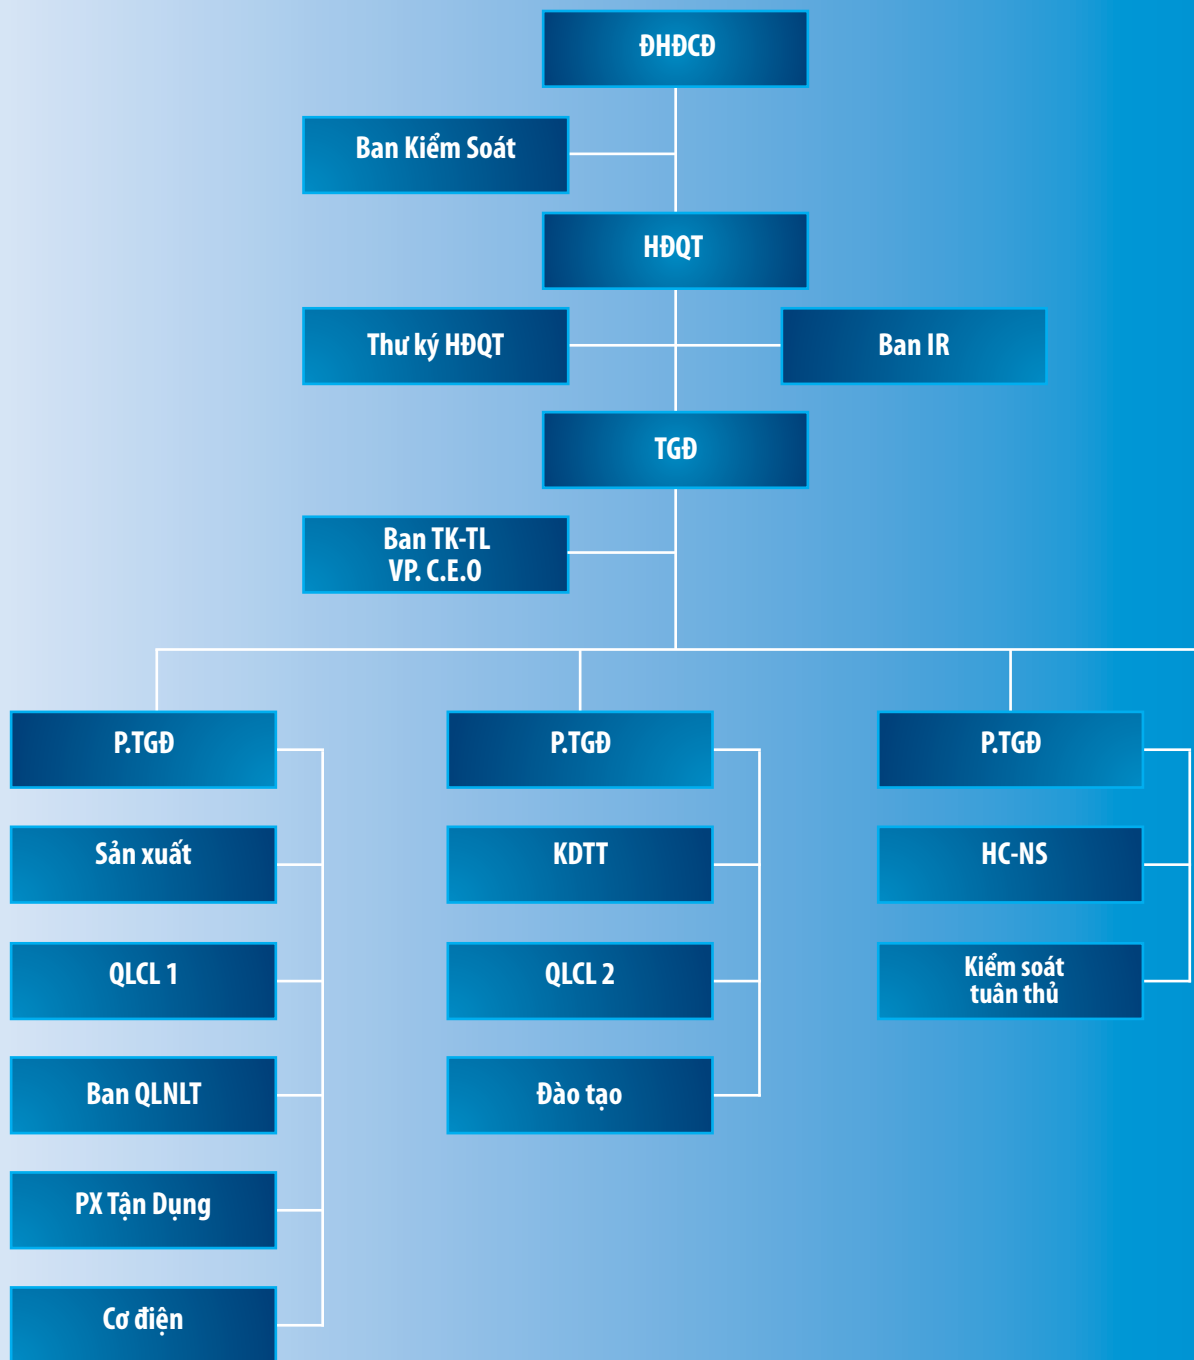 ĐHĐCĐ
Ban Kiểm Soát
HĐQT
Thư ký HĐQT
Ban IR
TGĐ
Ban TK-TL
VP. C.E.O
P.TGĐ
P.TGĐ
P.TGĐ
Sản xuất
KDTT
HC-NS
QLCL 1
QLCL 2
Kiểm soát
tuân thủ
Ban QLNLT
Đào tạo
PX Tận Dụng
Cơ điện